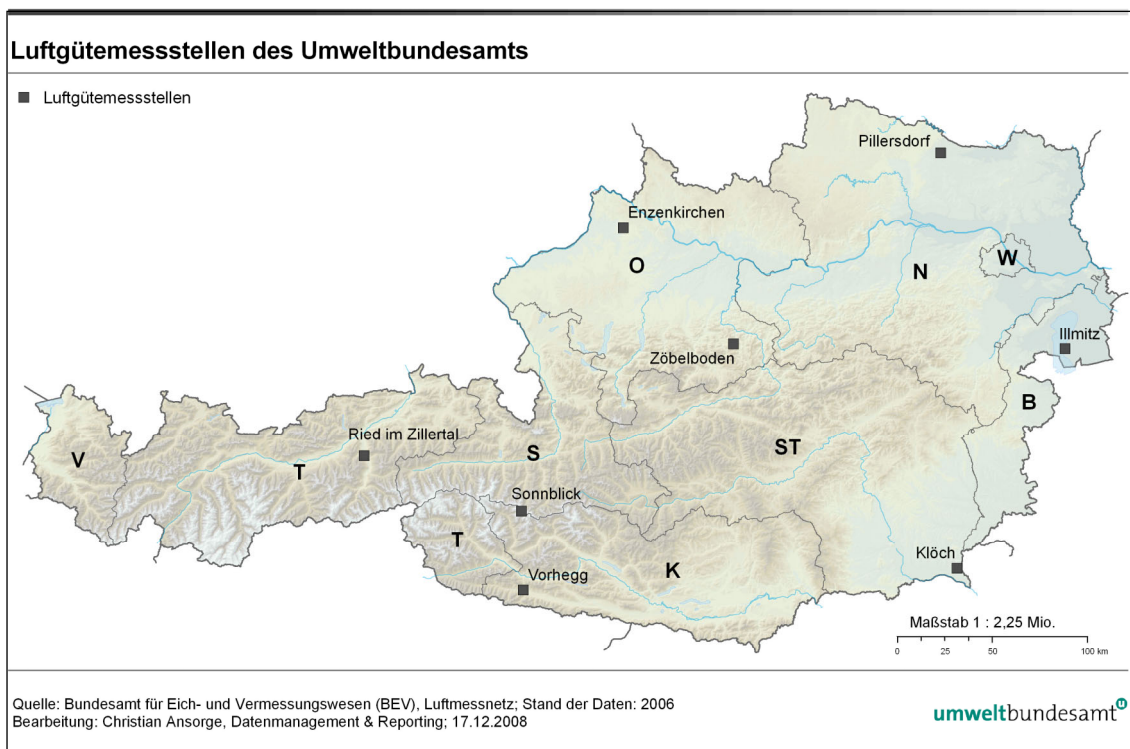 Luftgütemessstellen des Umweltbundesamts
Luftgütemessstellen
Pillersdorf
Enzenkirchen
O
N
W
Illmitz
Zöbelboden
B
Ried im Zillertal
V
T
S
ST
Sonnblick
T
K
Vorhegg
Klöch
Maßstab 1 : 2,25 Mio.
0 25 50 100 km
Quelle: Bundesamt für Eich- und Vermessungswesen (BEV), Luftmessnetz; Stand der Daten: 2006
Bearbeitung: Christian Ansorge, Datenmanagement & Reporting; 17.12.2008
umweltbundesamt u